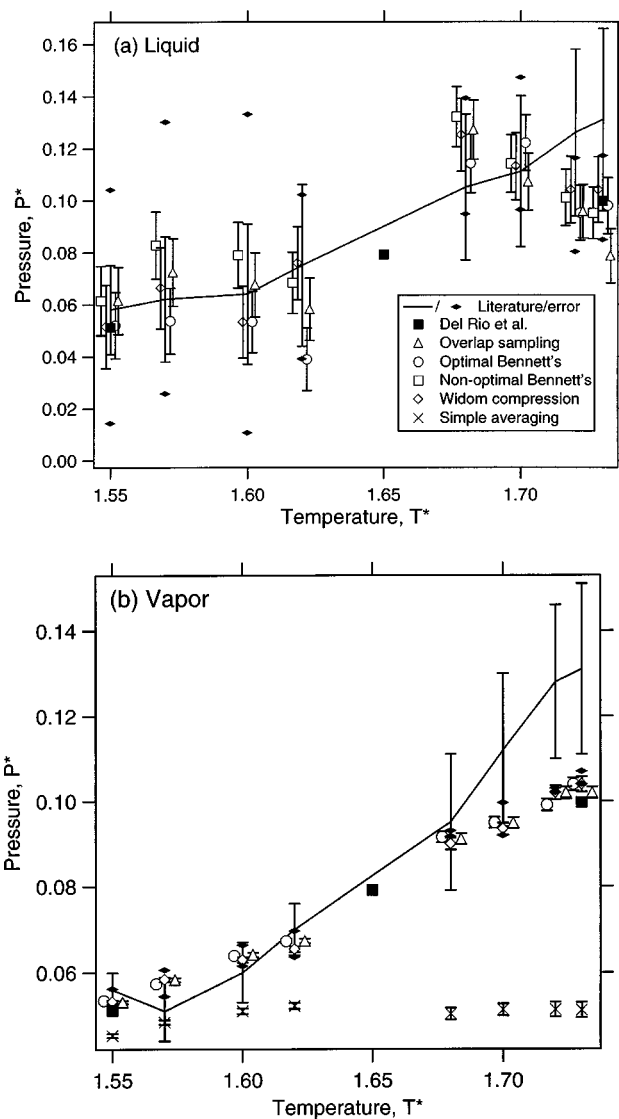 (a) Liquid
0.16
0.14
0.12
0.10
0.08
0.06
0.04
0.02
0.00
Pressure, P*
/ Literature/error
Del Rio et al.
Overlap sampling
Optimal Bennett's
Non-optimal Bennett's
Widom compression
Simple averaging
1.55
1.60
1.65
1.70
Temperature, T*
(b) Vapor
0.14
0.12
0.10
0.08
0.06
Pressure, P*
1.55
1.60
1.65
1.70
Temperature, T*